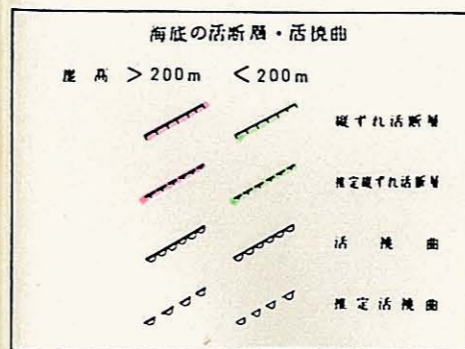 海底の活断層・活撓曲
崖高 >200m <200m
縦ずれ活断層
推定縦ずれ活断層
活撓曲
推定活撓曲